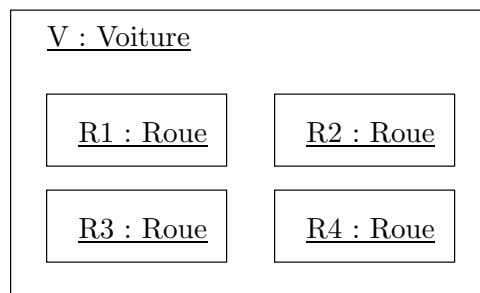 V : Voiture
R1 : Roue
R2 : Roue
R3 : Roue
R4 : Roue